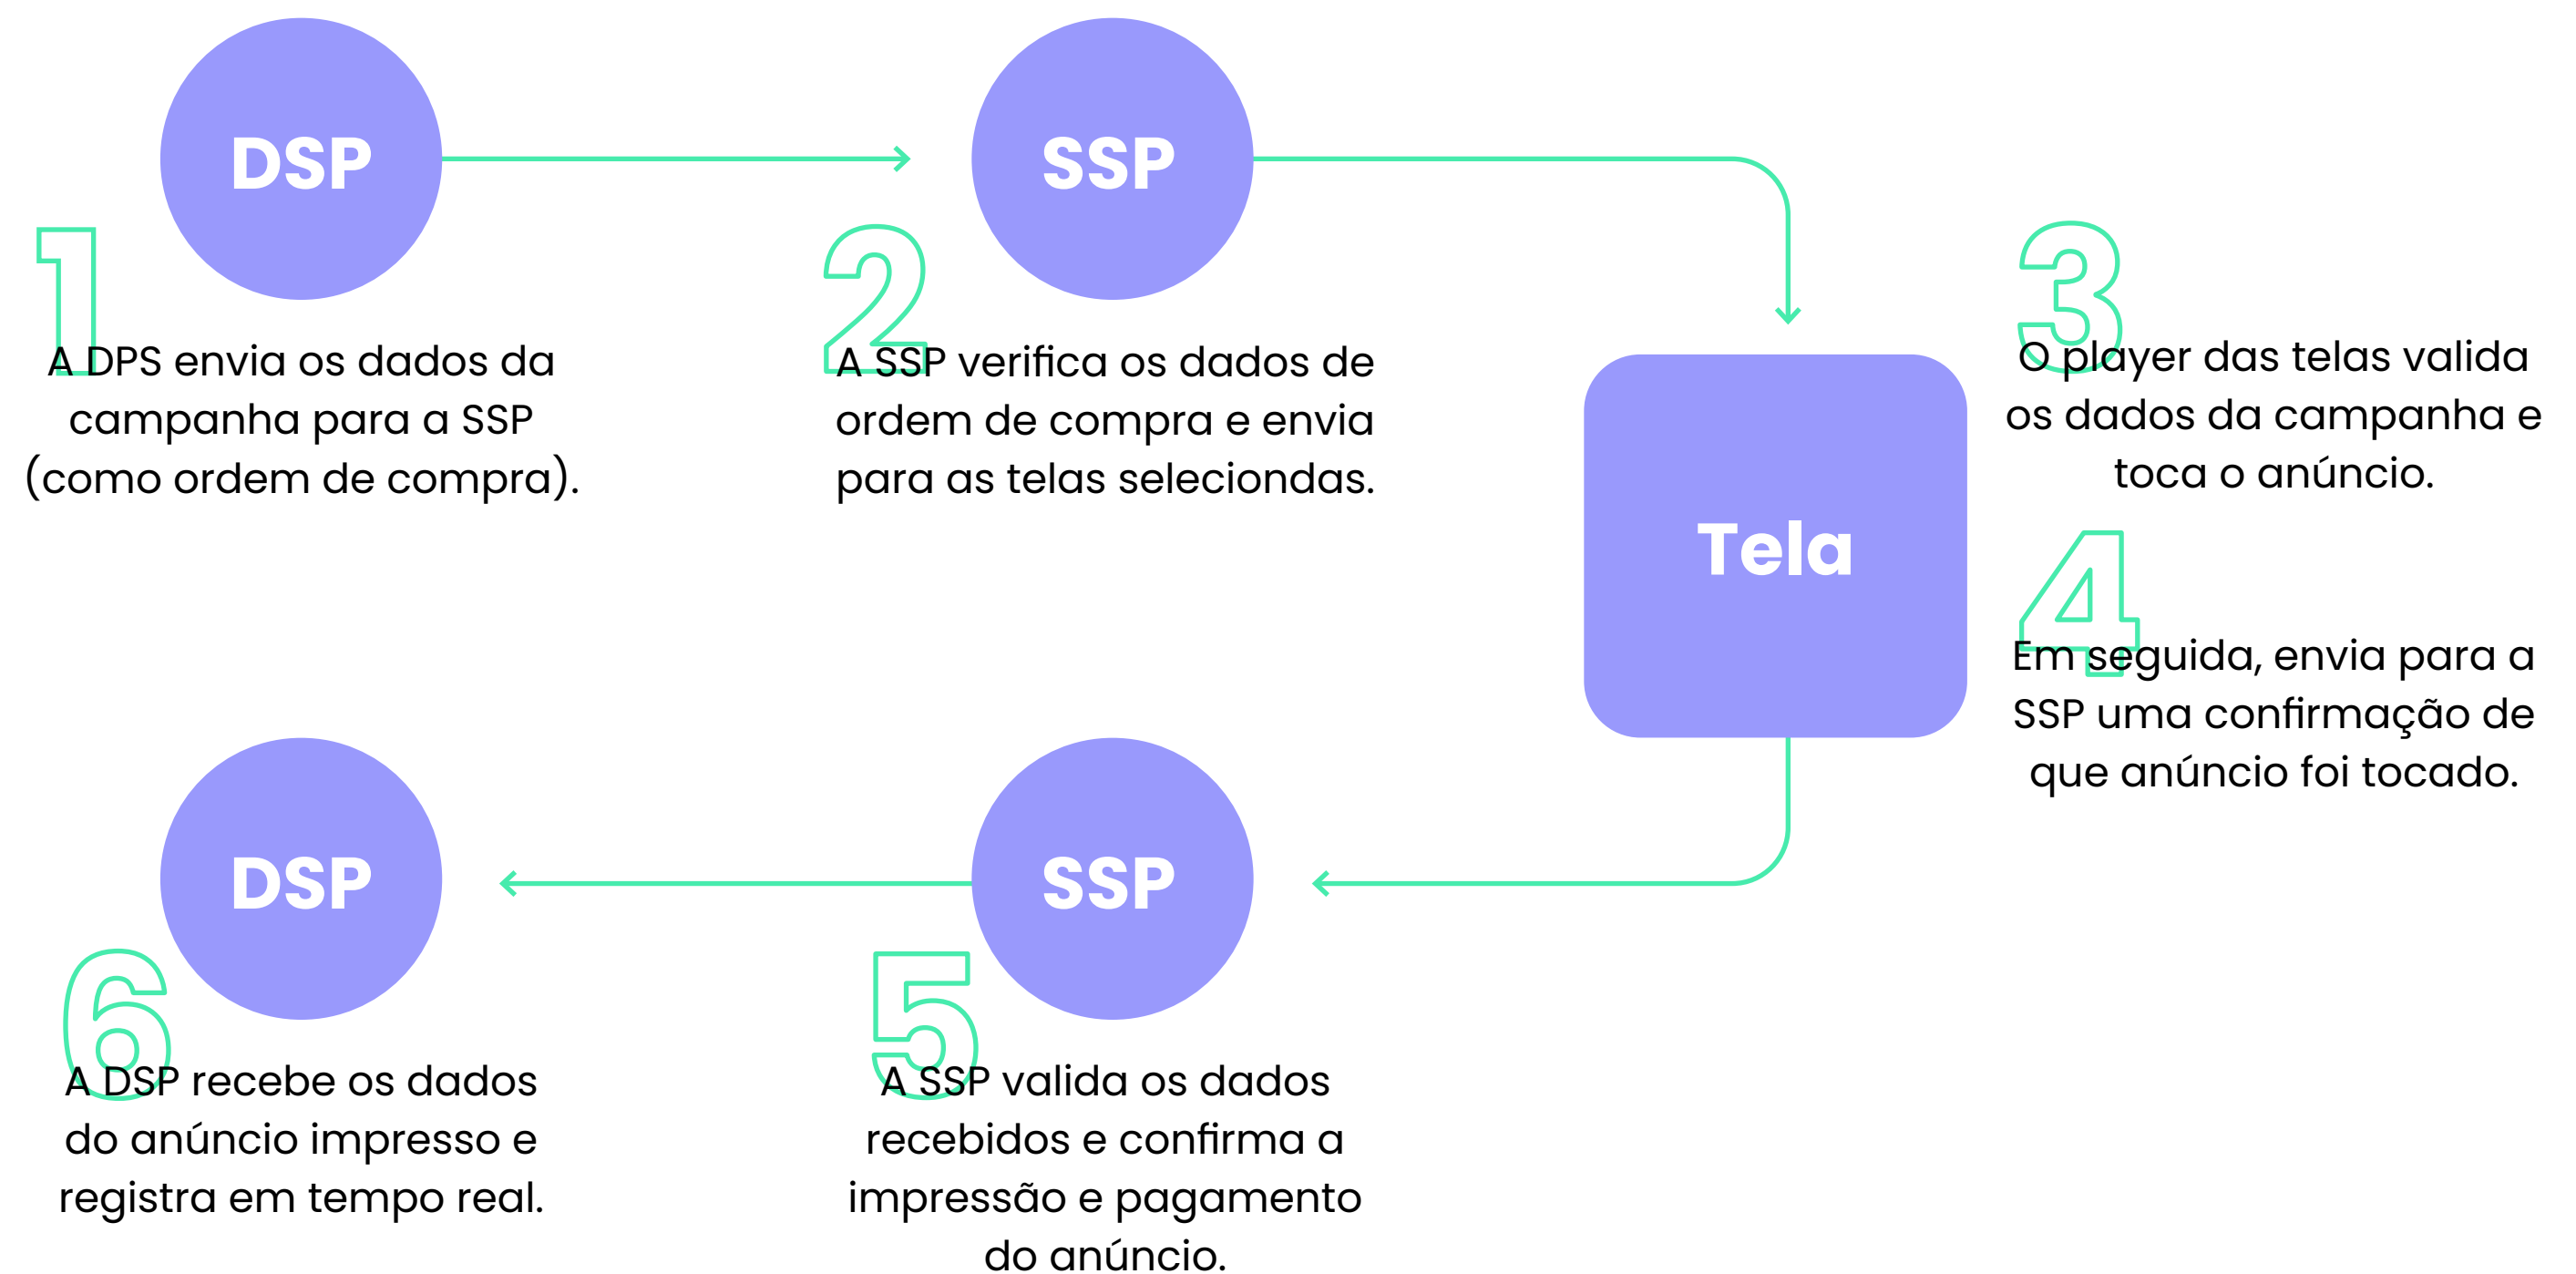 DSP
1
A DPS envia os dados da
campanha para a SSP
(como ordem de compra).
SSP
2
A SSP verifica os dados de
ordem de compra e envia
para as telas seleciondas.
Tela
3
O player das telas valida
os dados da campanha e
toca o anúncio.
4
Em seguida, envia para a
SSP uma confirmação de
que anúncio foi tocado.
SSP
5
A SSP valida os dados
recebidos e confirma a
impressão e pagamento
do anúncio.
DSP
6
A DSP recebe os dados
do anúncio impresso e
registra em tempo real.